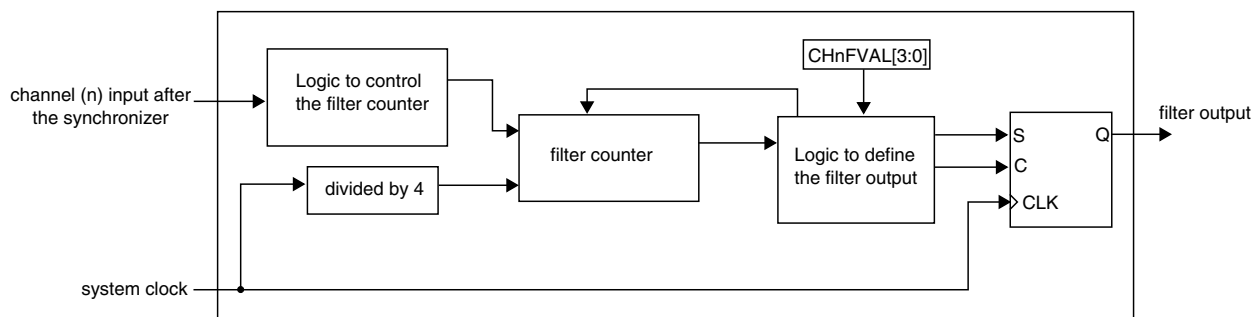 CHnFVAL[3:0]
Logic to control
the filter counter
channel (n) input after
the synchronizer
filter output
S
Q
filter counter
Logic to define
the filter output
C
divided by 4
CLK
system clock